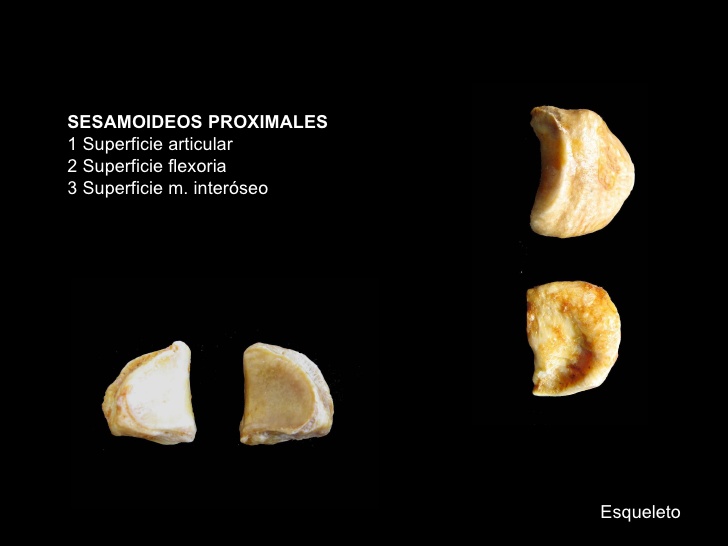 SESAMOIDEOS PROXIMALES
1 Superficie articular
2 Superficie flexoria
3 Superficie m. interóseo
Esqueleto